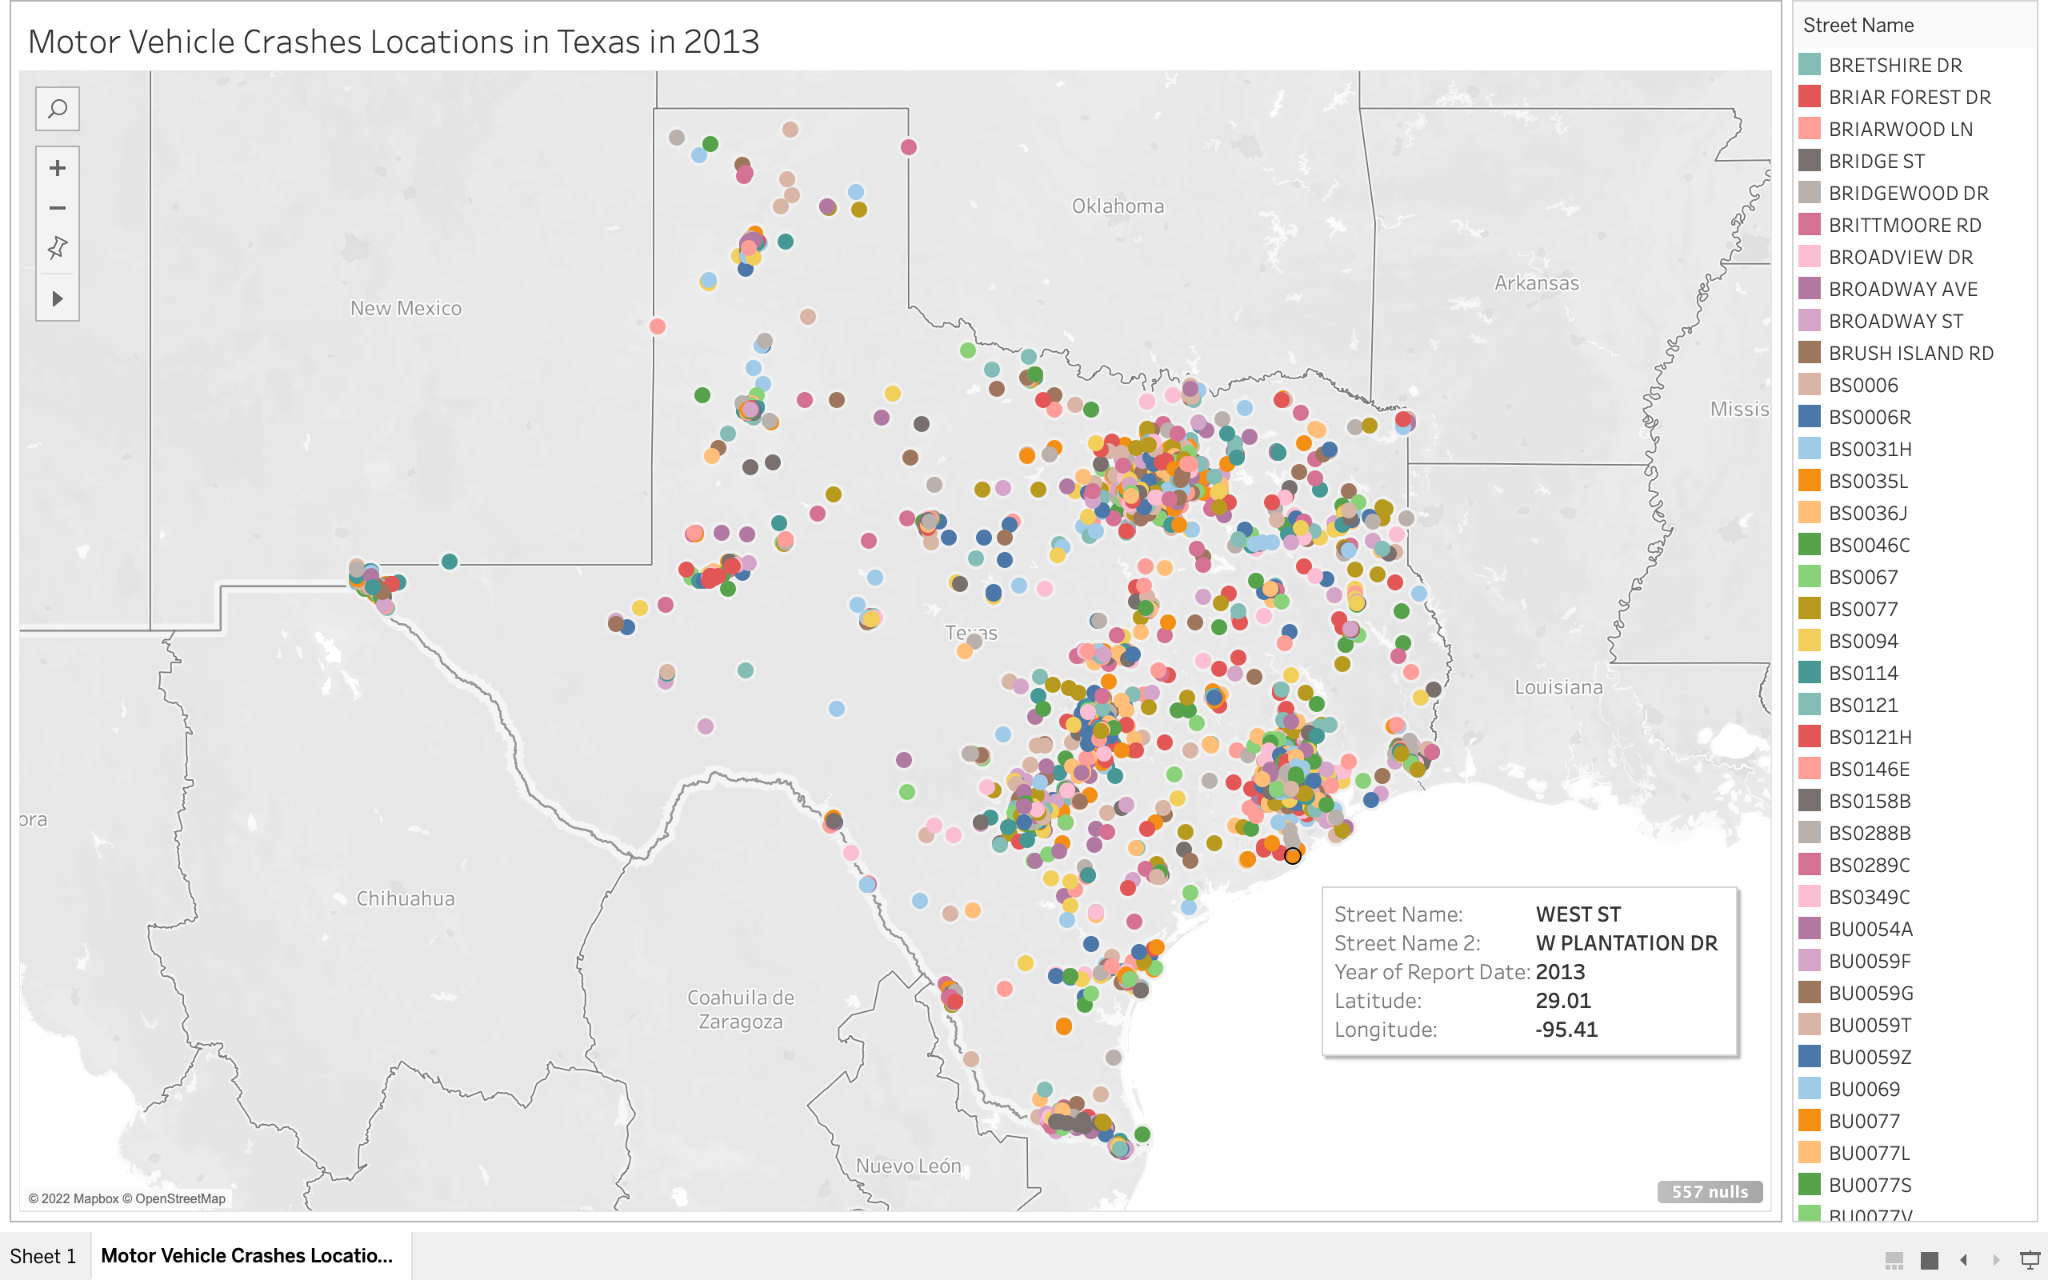 Motor Vehicle Crashes Locations in Texas in 2013
Oklahoma
Arkansas
New Mexico
Missis
Texas
Louisiana
ora
Chihuahua
Coahuila de
Zaragoza
Nuevo León
Street Name: WEST ST
Street Name 2: W PLANTATION DR
Year of Report Date: 2013
Latitude: 29.01
Longitude: -95.41
© 2022 Mapbox © OpenStreetMap
557 nulls
Street Name
BRETSHIRE DR
BRIAR FOREST DR
BRIARWOOD LN
BRIDGE ST
BRIDGEWOOD DR
BRITTMOORE RD
BROADVIEW DR
BROADWAY AVE
BROADWAY ST
BRUSH ISLAND RD
BS0006
BS0006R
BS0031H
BS0035L
BS0036J
BS0046C
BS0067
BS0077
BS0094
BS0114
BS0121
BS0121H
BS0146E
BS0158B
BS0288B
BS0289C
BS0349C
BU0054A
BU0059F
BU0059G
BU0059T
BU0059Z
BU0069
BU0077
BU0077L
BU0077S
BU0077V
Sheet 1
Motor Vehicle Crashes Locatio...